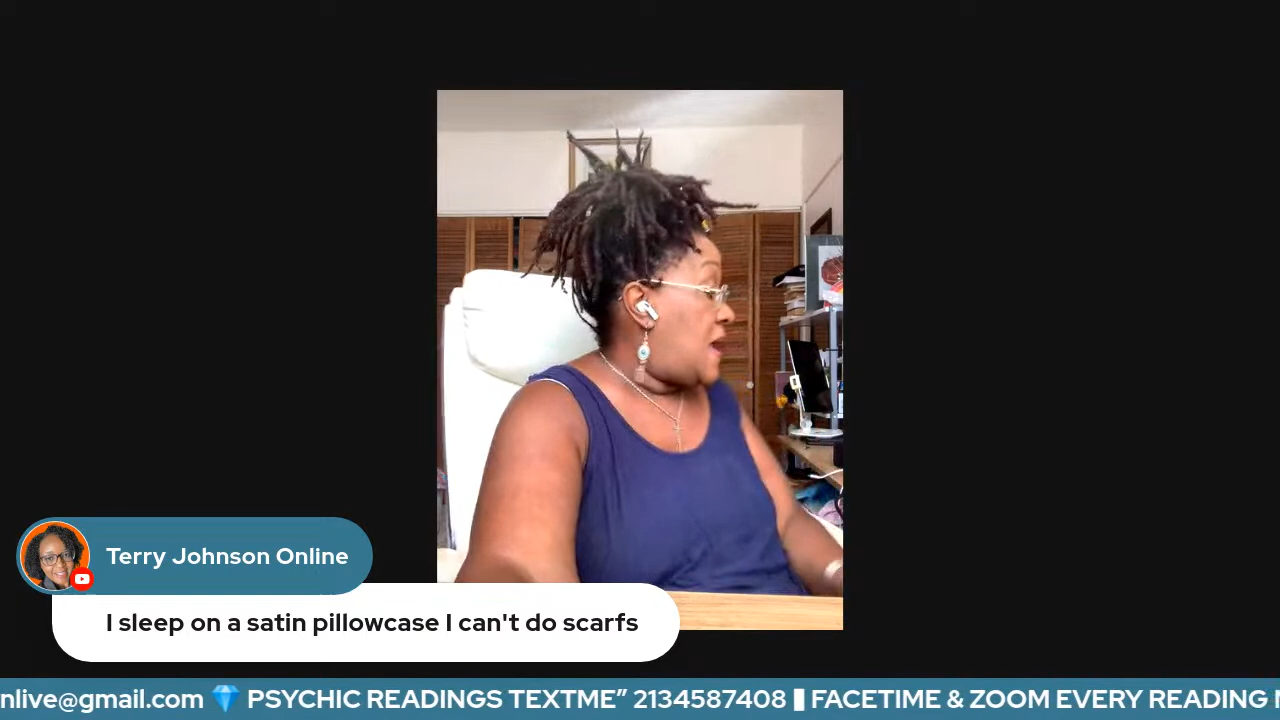 Terry Johnson Online
I sleep on a satin pillowcase I can't do scarfs
nlive@gmail.com 💎 PSYCHIC READINGS TEXTME” 2134587408 ▮ FACETIME & ZOOM EVERY READING